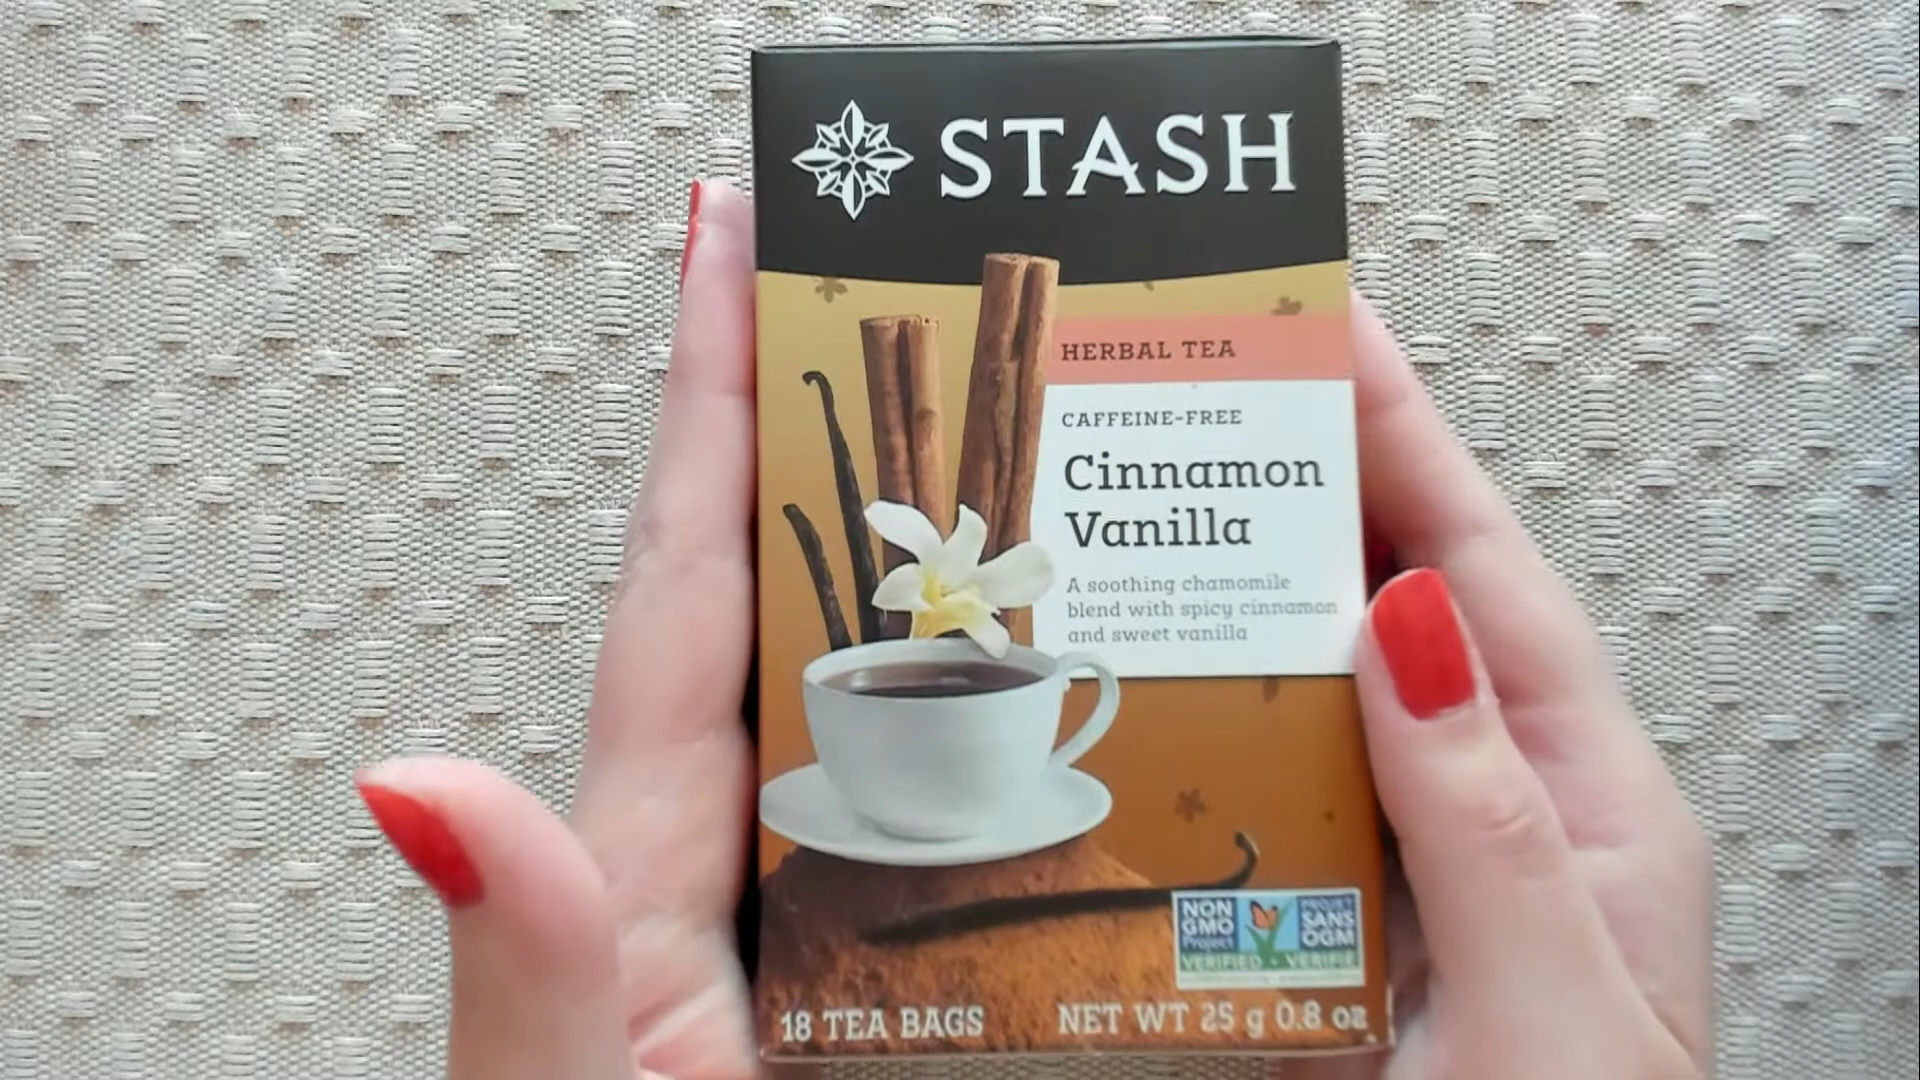 STASH
HERBAL TEA
CAFFEINE-FREE
Cinnamon
Vanilla
A soothing chamomile
blend with spicy cinnamon
and sweet vanilla
NON
GMO
Project
PROJET
SANS
OGM
VERIFIED • VÉRIFIÉ
18 TEA BAGS
NET WT 25 g 0.8 oz